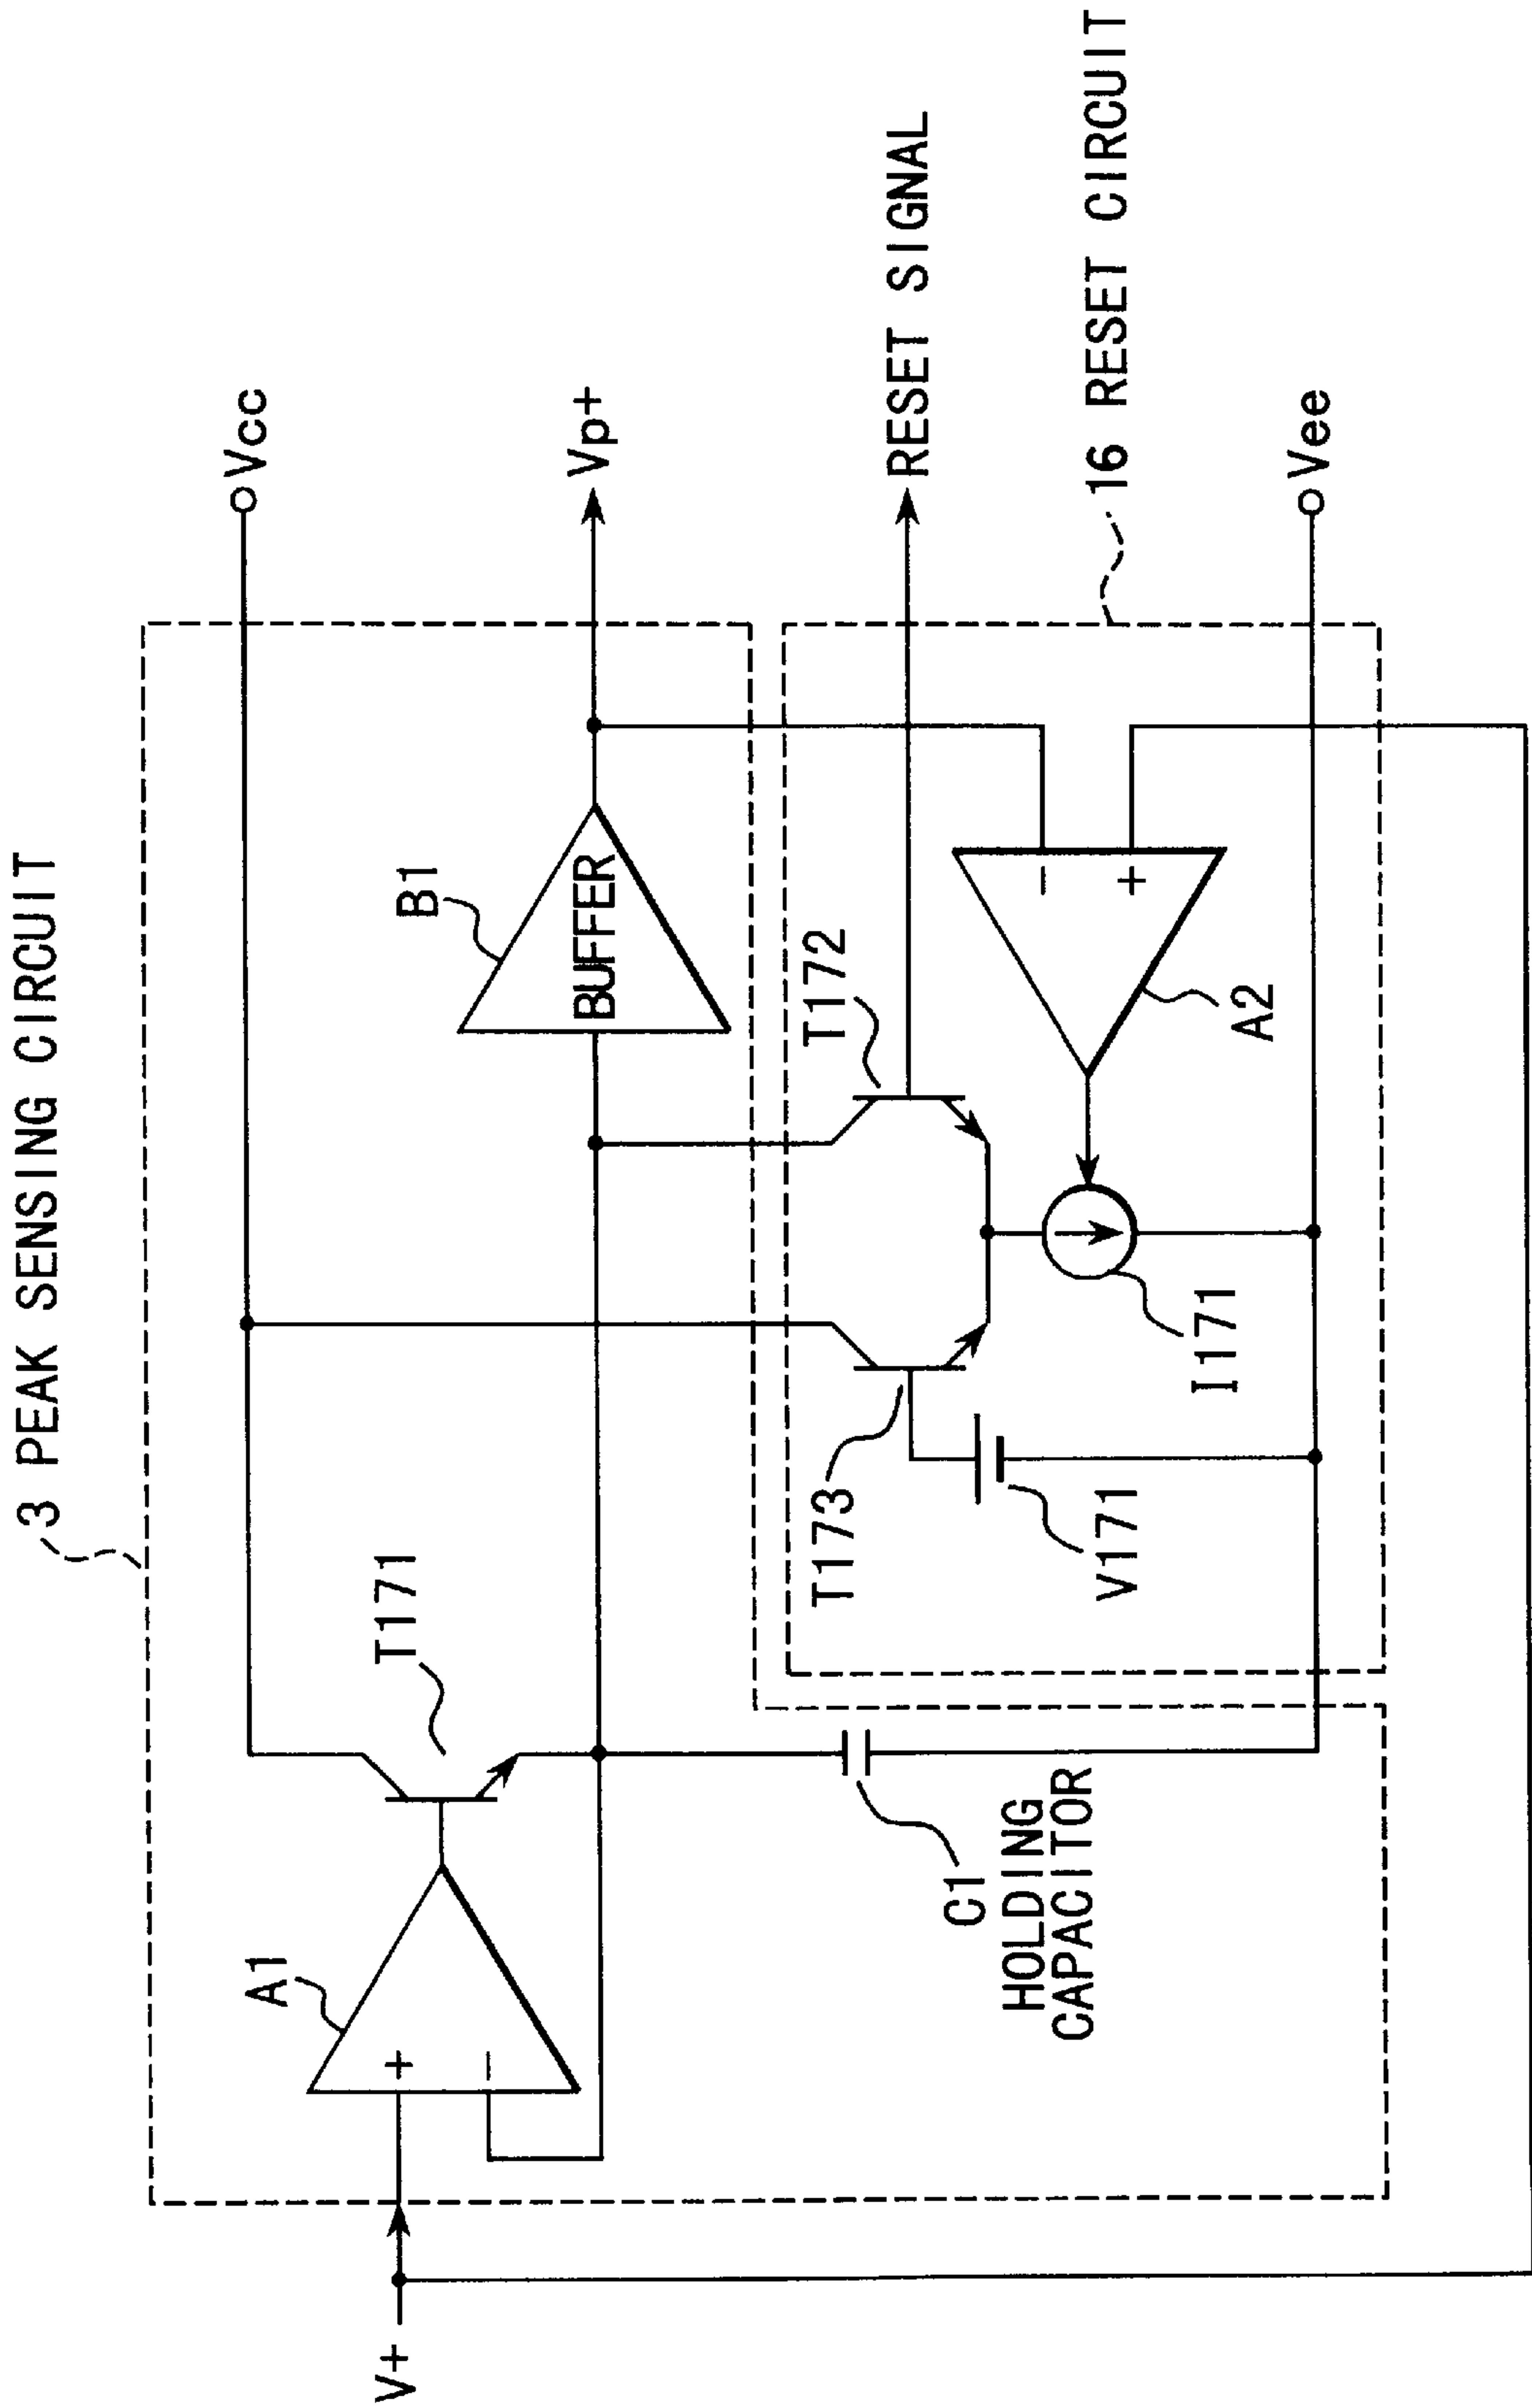 3 PEAK SENSING CIRCUIT
Vcc
A1
T171
B1
BUFFER
Vp+
V+
+
−
C1
HOLDING
CAPACITOR
T173
T172
RESET SIGNAL
V171
I171
A2
−
+
16 RESET CIRCUIT
Vee